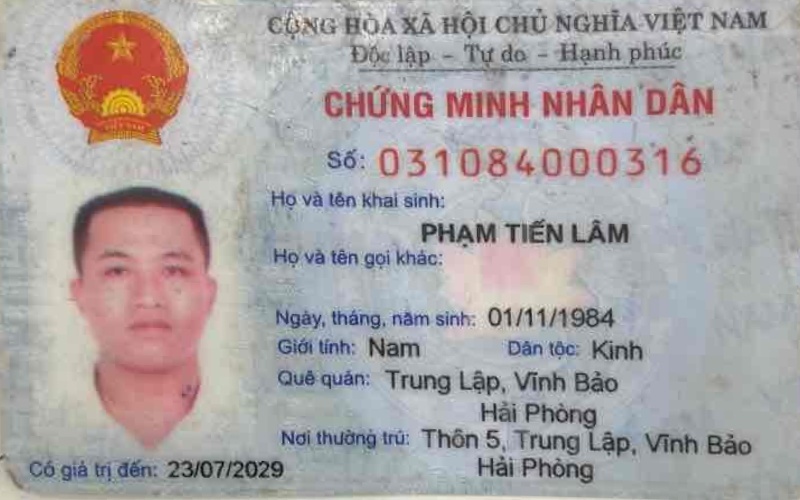 CỘNG HÒA XÃ HỘI CHỦ NGHĨA VIỆT NAM
Độc lập - Tự do - Hạnh phúc
CHỨNG MINH NHÂN DÂN
Số: 031084000316
Họ và tên khai sinh:
PHẠM TIẾN LÂM
Họ và tên gọi khác:
Ngày, tháng, năm sinh: 01/11/1984
Giới tính: Nam Dân tộc: Kinh
Quê quán: Trung Lập, Vĩnh Bảo
Hải Phòng
Nơi thường trú: Thôn 5, Trung Lập, Vĩnh Bảo
Hải Phòng
Có giá trị đến: 23/07/2029